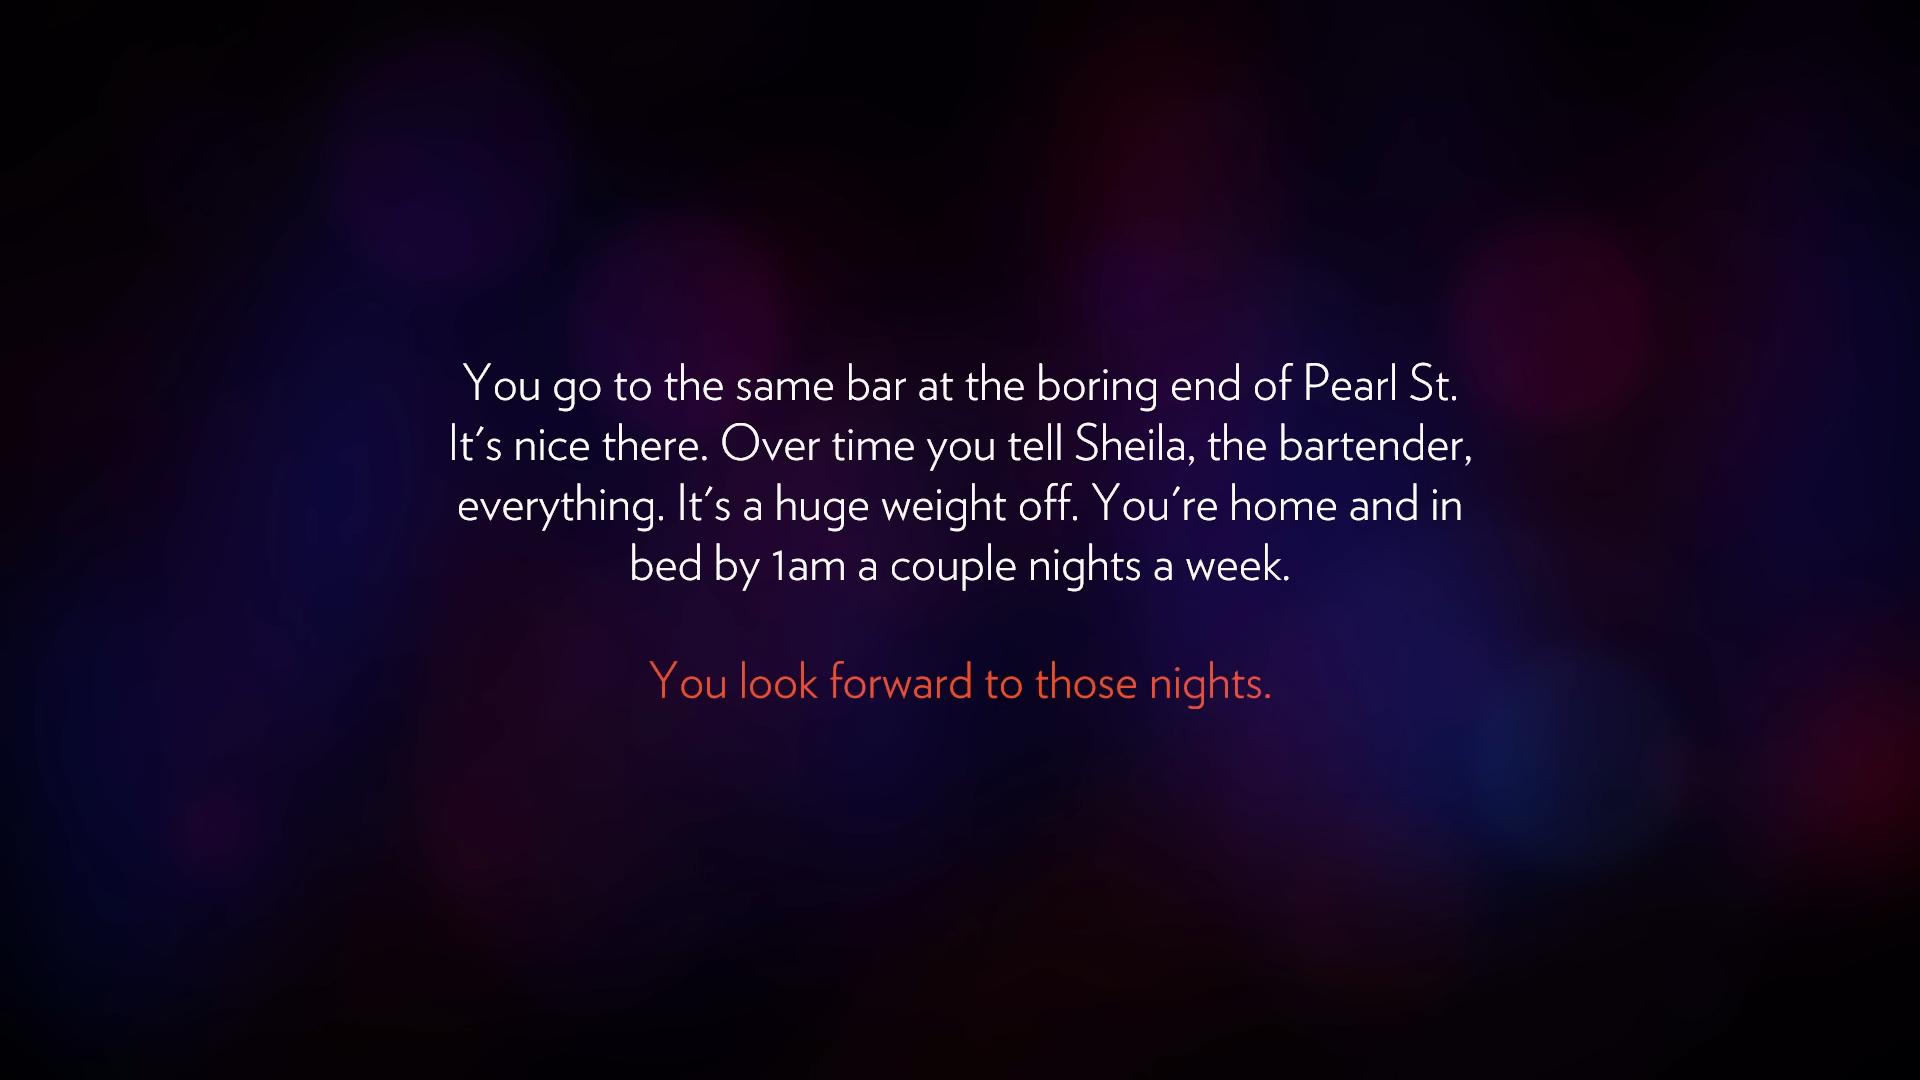 You go to the same bar at the boring end of Pearl St.
It's nice there. Over time you tell Sheila, the bartender,
everything. It's a huge weight off. You're home and in
bed by 1am a couple nights a week.
You look forward to those nights.